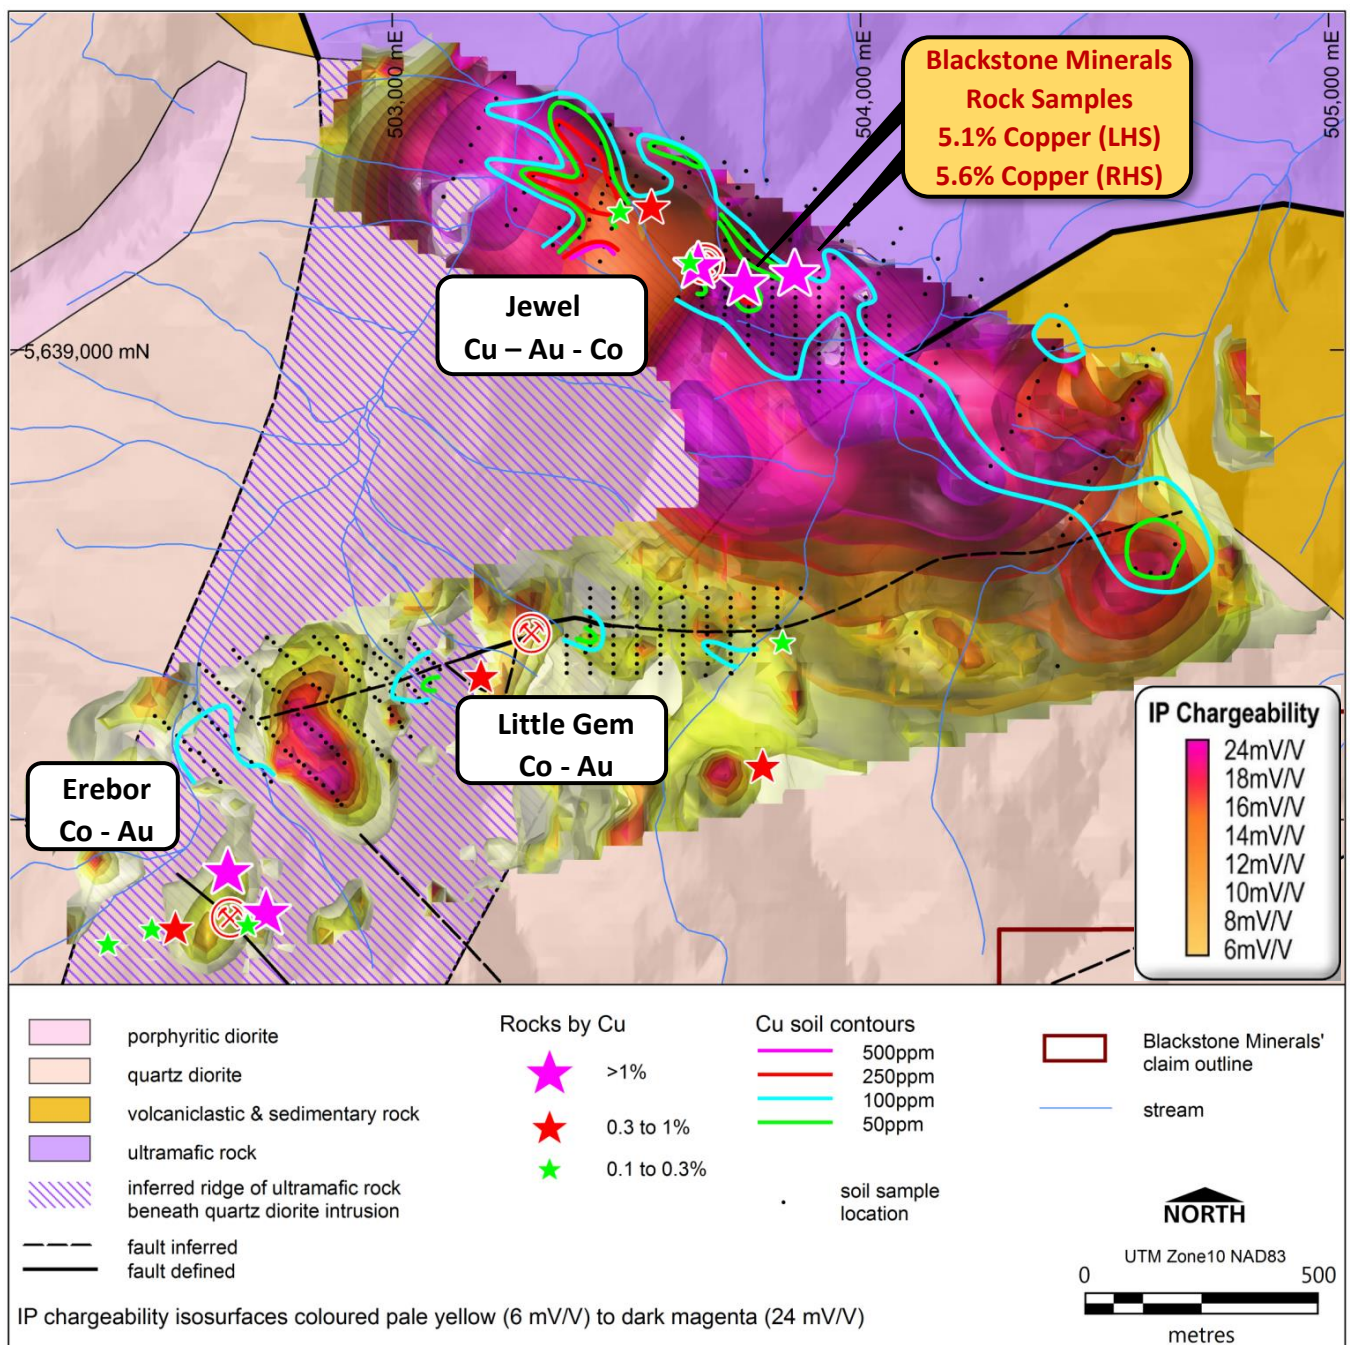 503,000 mE
504,000 mE
505,000 mE
Blackstone Minerals
Rock Samples
5.1% Copper (LHS)
5.6% Copper (RHS)
Jewel
Cu – Au - Co
5,639,000 mN
Little Gem
Co - Au
Erebor
Co - Au
IP Chargeability
24mV/V
18mV/V
16mV/V
14mV/V
12mV/V
10mV/V
8mV/V
6mV/V
porphyritic diorite
quartz diorite
volcaniclastic & sedimentary rock
ultramafic rock
inferred ridge of ultramafic rock
beneath quartz diorite intrusion
fault inferred
fault defined
Rocks by Cu
>1%
0.3 to 1%
0.1 to 0.3%
Cu soil contours
500ppm
250ppm
100ppm
50ppm
soil sample
location
Blackstone Minerals'
claim outline
stream
NORTH
UTM Zone10 NAD83
0 500
metres
IP chargeability isosurfaces coloured pale yellow (6 mV/V) to dark magenta (24 mV/V)